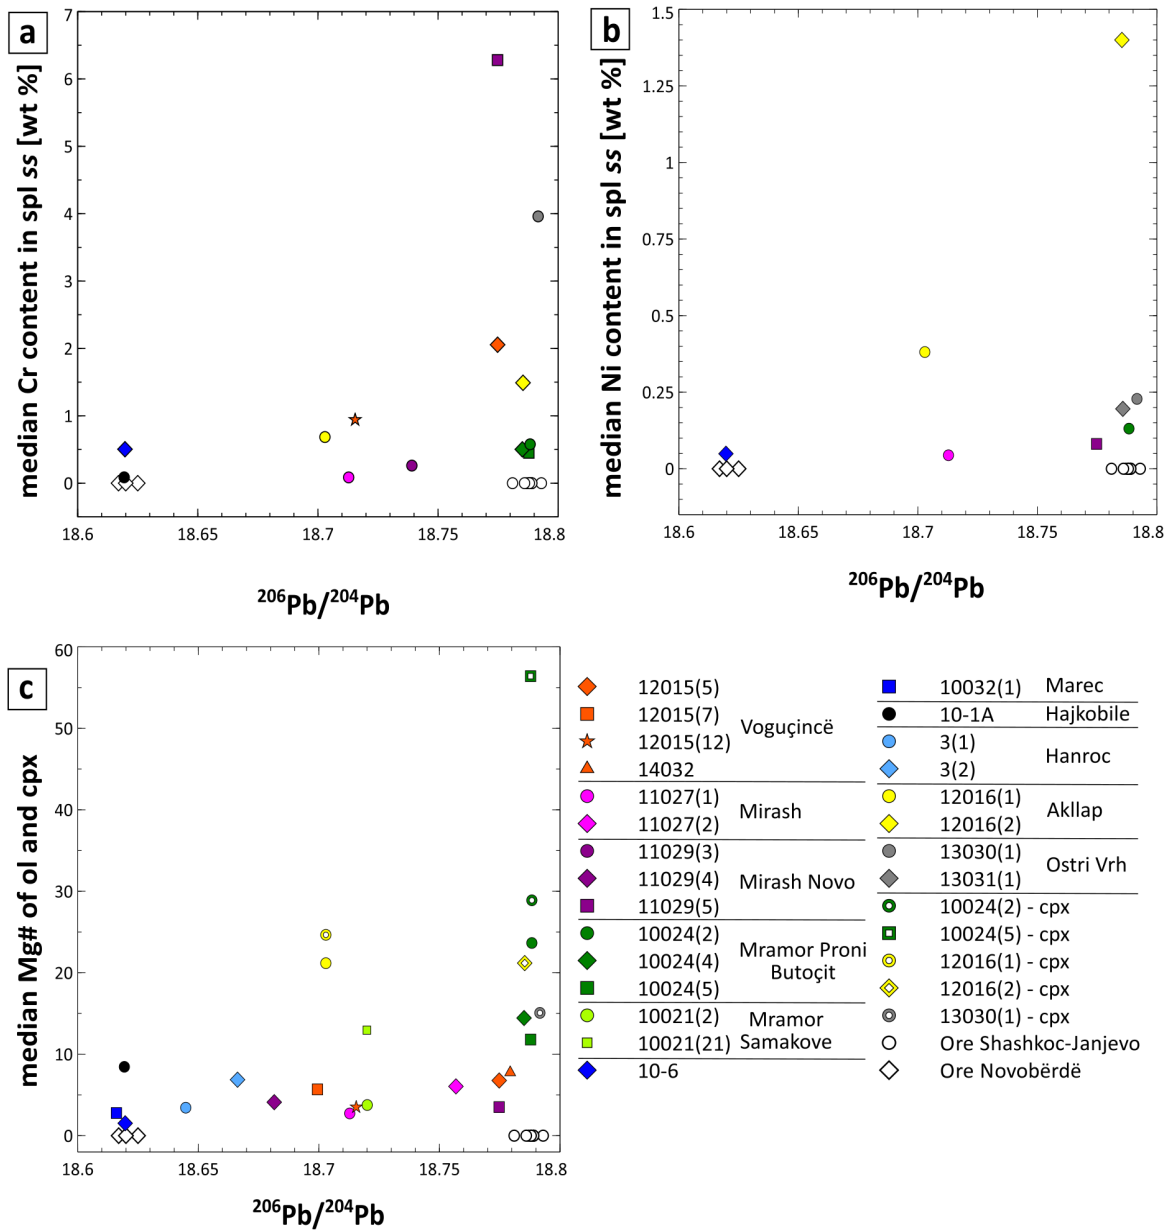 a
7
6
5
4
3
2
1
0
median Cr content in spl ss [wt %]
18.6
18.65
18.7
18.75
18.8
206Pb/204Pb
b
1.5
1.25
1
0.75
0.5
0.25
0
median Ni content in spl ss [wt %]
18.6
18.65
18.7
18.75
18.8
206Pb/204Pb
c
60
50
40
30
20
10
0
median Mg# of ol and cpx
18.6
18.65
18.7
18.75
18.8
206Pb/204Pb
12015(5)
12015(7)
12015(12)
14032
Voguçincë
11027(1)
11027(2)
Mirash
11029(3)
11029(4)
11029(5)
Mirash Novo
10024(2)
10024(4)
10024(5)
Mramor Proni
Butoçit
10021(2)
10021(21)
Mramor
Samakove
10-6
10032(1) Marec
10-1A Hajkobile
3(1)
3(2)
Hanroc
12016(1)
12016(2)
Akllap
13030(1)
13031(1)
Ostri Vrh
10024(2) - cpx
10024(5) - cpx
12016(1) - cpx
12016(2) - cpx
13030(1) - cpx
Ore Shashkoc-Janjevo
Ore Novobërdë